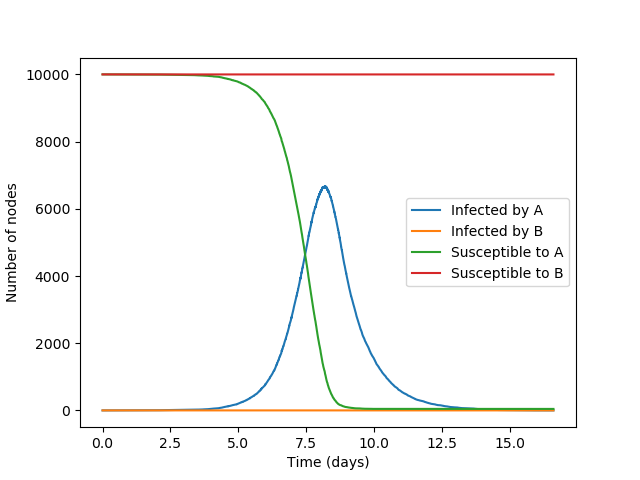 10000
8000
6000
4000
2000
0
Number of nodes
Infected by A
Infected by B
Susceptible to A
Susceptible to B
0.0 2.5 5.0 7.5 10.0 12.5 15.0
Time (days)